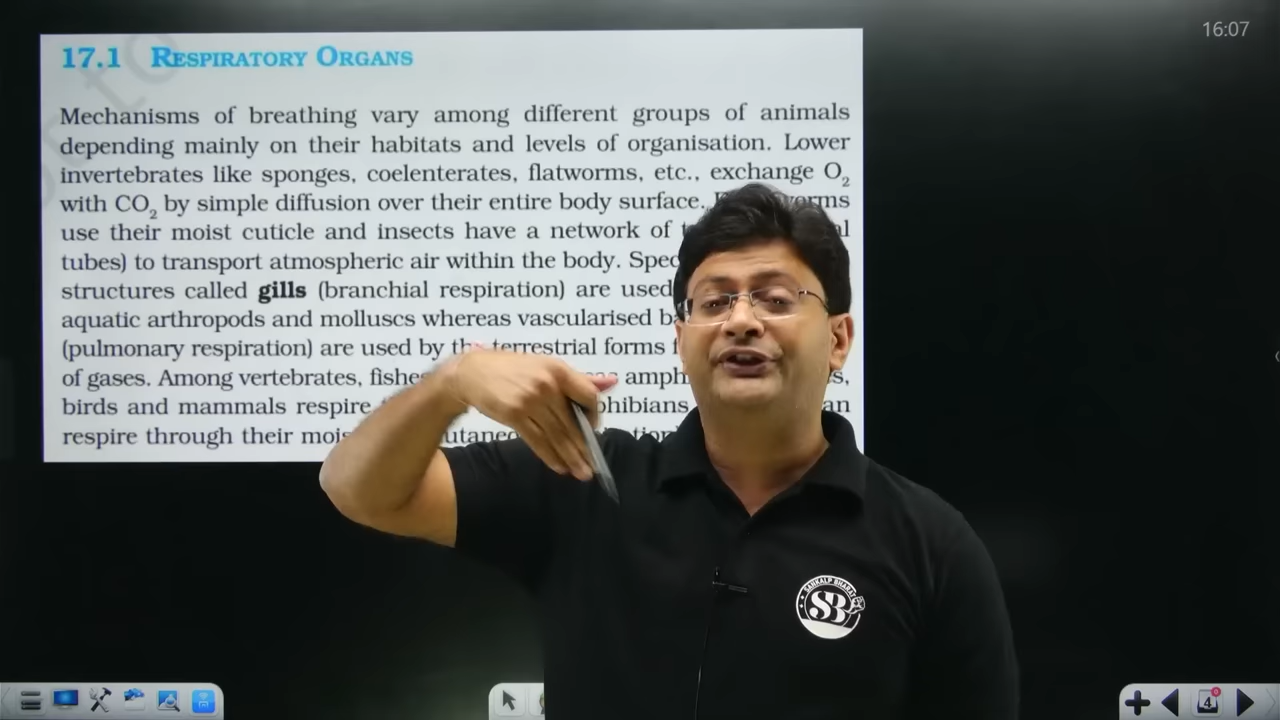 16:07
17.1 RESPIRATORY ORGANS
Mechanisms of breathing vary among different groups of animals
depending mainly on their habitats and levels of organisation. Lower
invertebrates like sponges, coelenterates, flatworms, etc., exchange O2
with CO2 by simple diffusion over their entire body surface.
use their moist cuticle and insects have a network of
tubes) to transport atmospheric air within the body.
structures called gills (branchial respiration) are used
aquatic arthropods and molluscs whereas vascularised
(pulmonary respiration) are used by terrestrial forms
of gases. Among vertebrates,
birds and mammals respire
respire through their
SANKALP BHARAT
SB
4